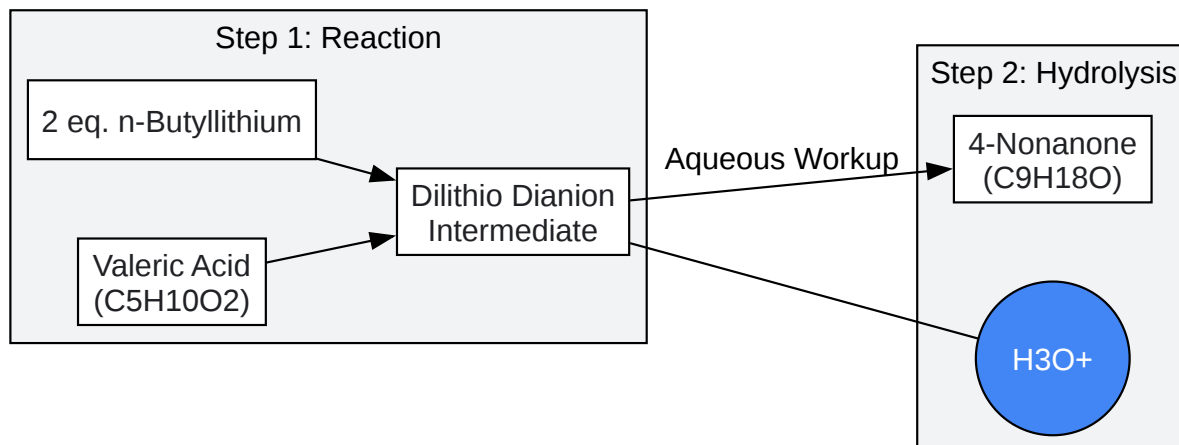 Step 1: Reaction
2 eq. n-Butyllithium
Valeric Acid
(C5H10O2)
Dilithio Dianion
Intermediate
Aqueous Workup
Step 2: Hydrolysis
4-Nonanone
(C9H18O)
H3O+